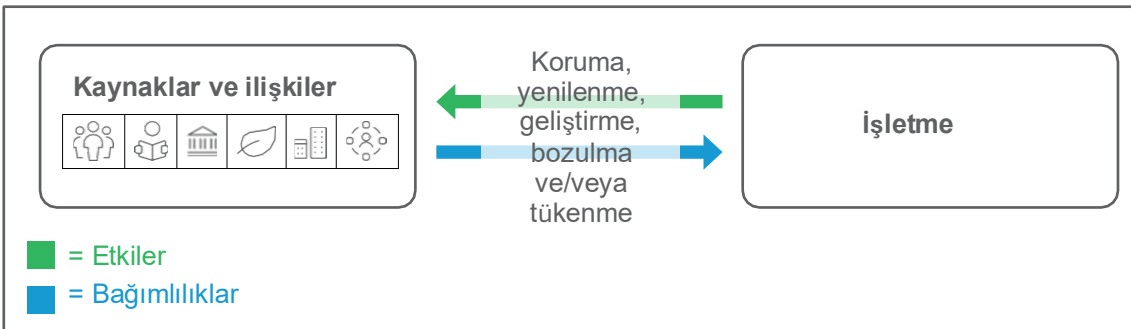 Kaynaklar ve ilişkiler
Koruma,
yenilenme,
geliştirme,
bozulma
ve/veya
tükenme
İşletme
= Etkiler
= Bağımlılıklar